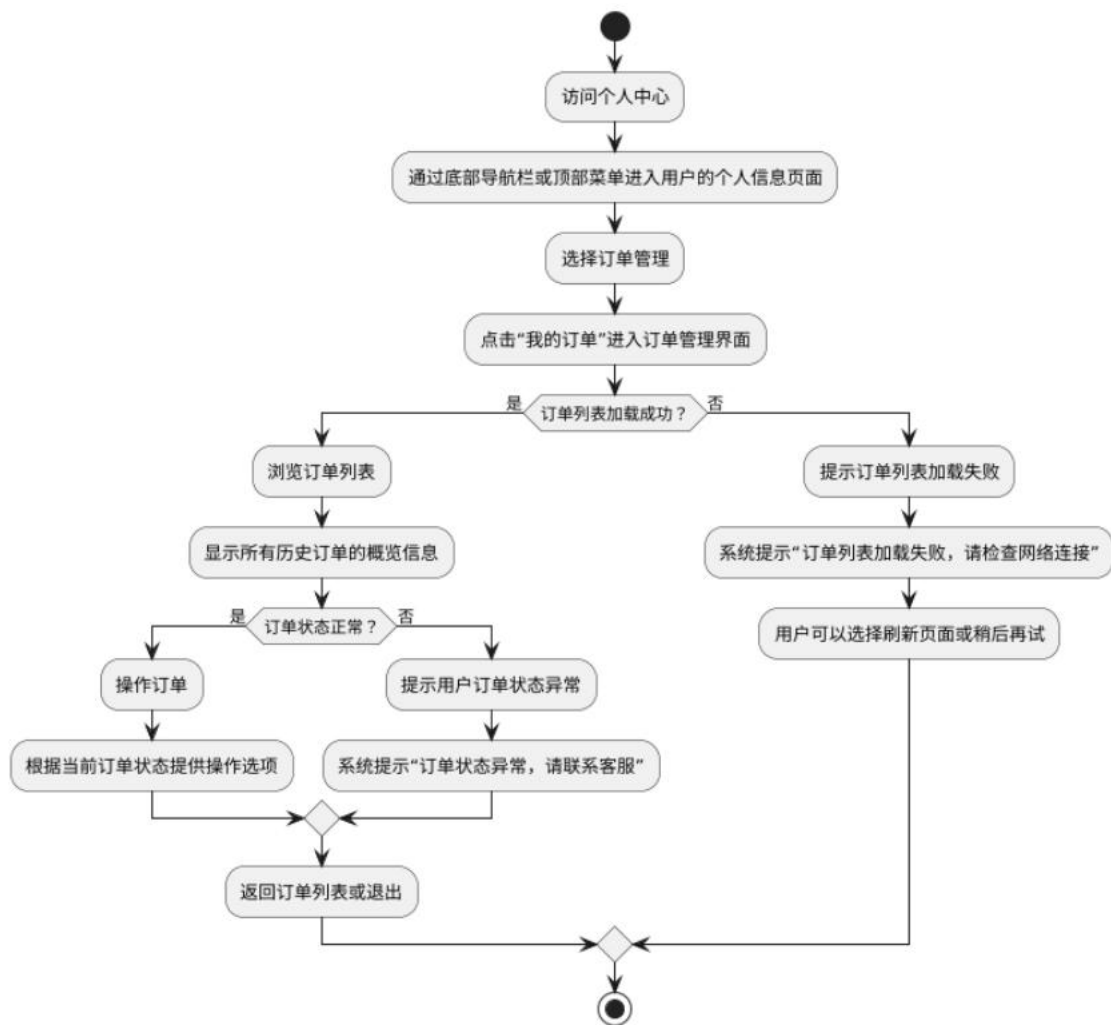 访问个人中心
通过底部导航栏或顶部菜单进入用户的个人信息页面
选择订单管理
点击“我的订单”进入订单管理界面
是
订单列表加载成功？
否
浏览订单列表
提示订单列表加载失败
显示所有历史订单的概览信息
系统提示“订单列表加载失败，请检查网络连接”
是
订单状态正常？
否
用户可以选择刷新页面或稍后再试
操作订单
提示用户订单状态异常
根据当前订单状态提供操作选项
系统提示“订单状态异常，请联系客服”
返回订单列表或退出